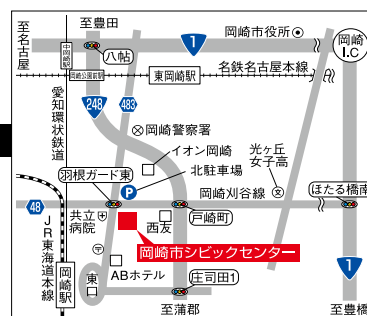 至豊田
至名古屋
中岡崎駅
八帖
1
岡崎市役所
岡崎
I.C
岡崎公園前駅
東岡崎駅
名鉄名古屋本線
愛知環状鉄道
248
483
岡崎警察署
イオン岡崎
光ヶ丘
女子高
羽根ガード東
P
北駐車場
岡崎刈谷線
ほたる橋南
48
共立
病院
西友
戸崎町
岡崎市シビックセンター
JR東海道本線
岡崎駅
東
ABホテル
庄司田1
1
至蒲郡
至豊橋